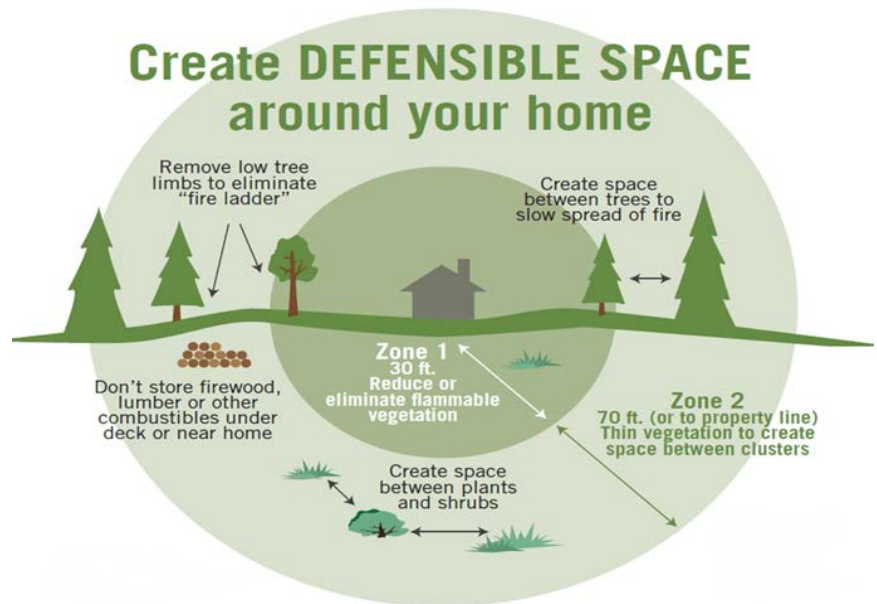 Create DEFENSIBLE SPACE
around your home
Remove low tree
limbs to eliminate
“fire ladder”
Create space
between trees to
slow spread of fire
Zone 1
30 ft.
Reduce or
eliminate flammable
vegetation
Don’t store firewood,
lumber or other
combustibles under
deck or near home
Zone 2
70 ft. (or to property line)
Thin vegetation to create
space between clusters
Create space
between plants
and shrubs